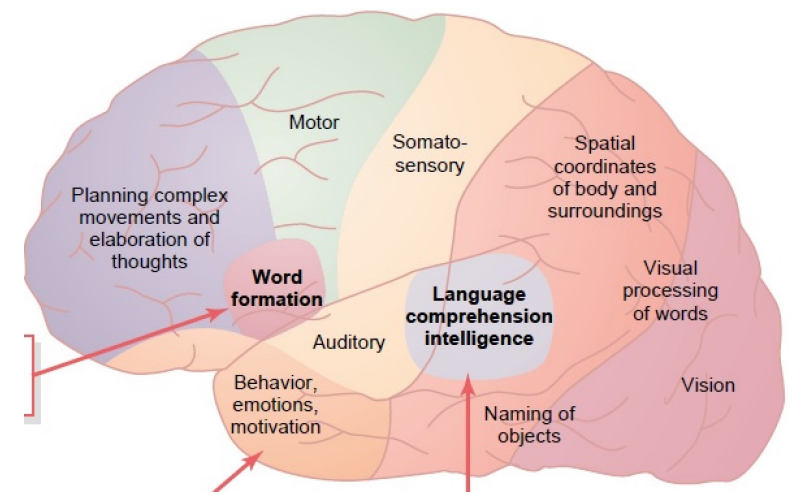 Motor
Somato-
sensory
Spatial
coordinates
of body and
surroundings
Planning complex
movements and
elaboration of
thoughts
Word
formation
Language
comprehension
intelligence
Visual
processing
of words
Auditory
Behavior,
emotions,
motivation
Naming of
objects
Vision